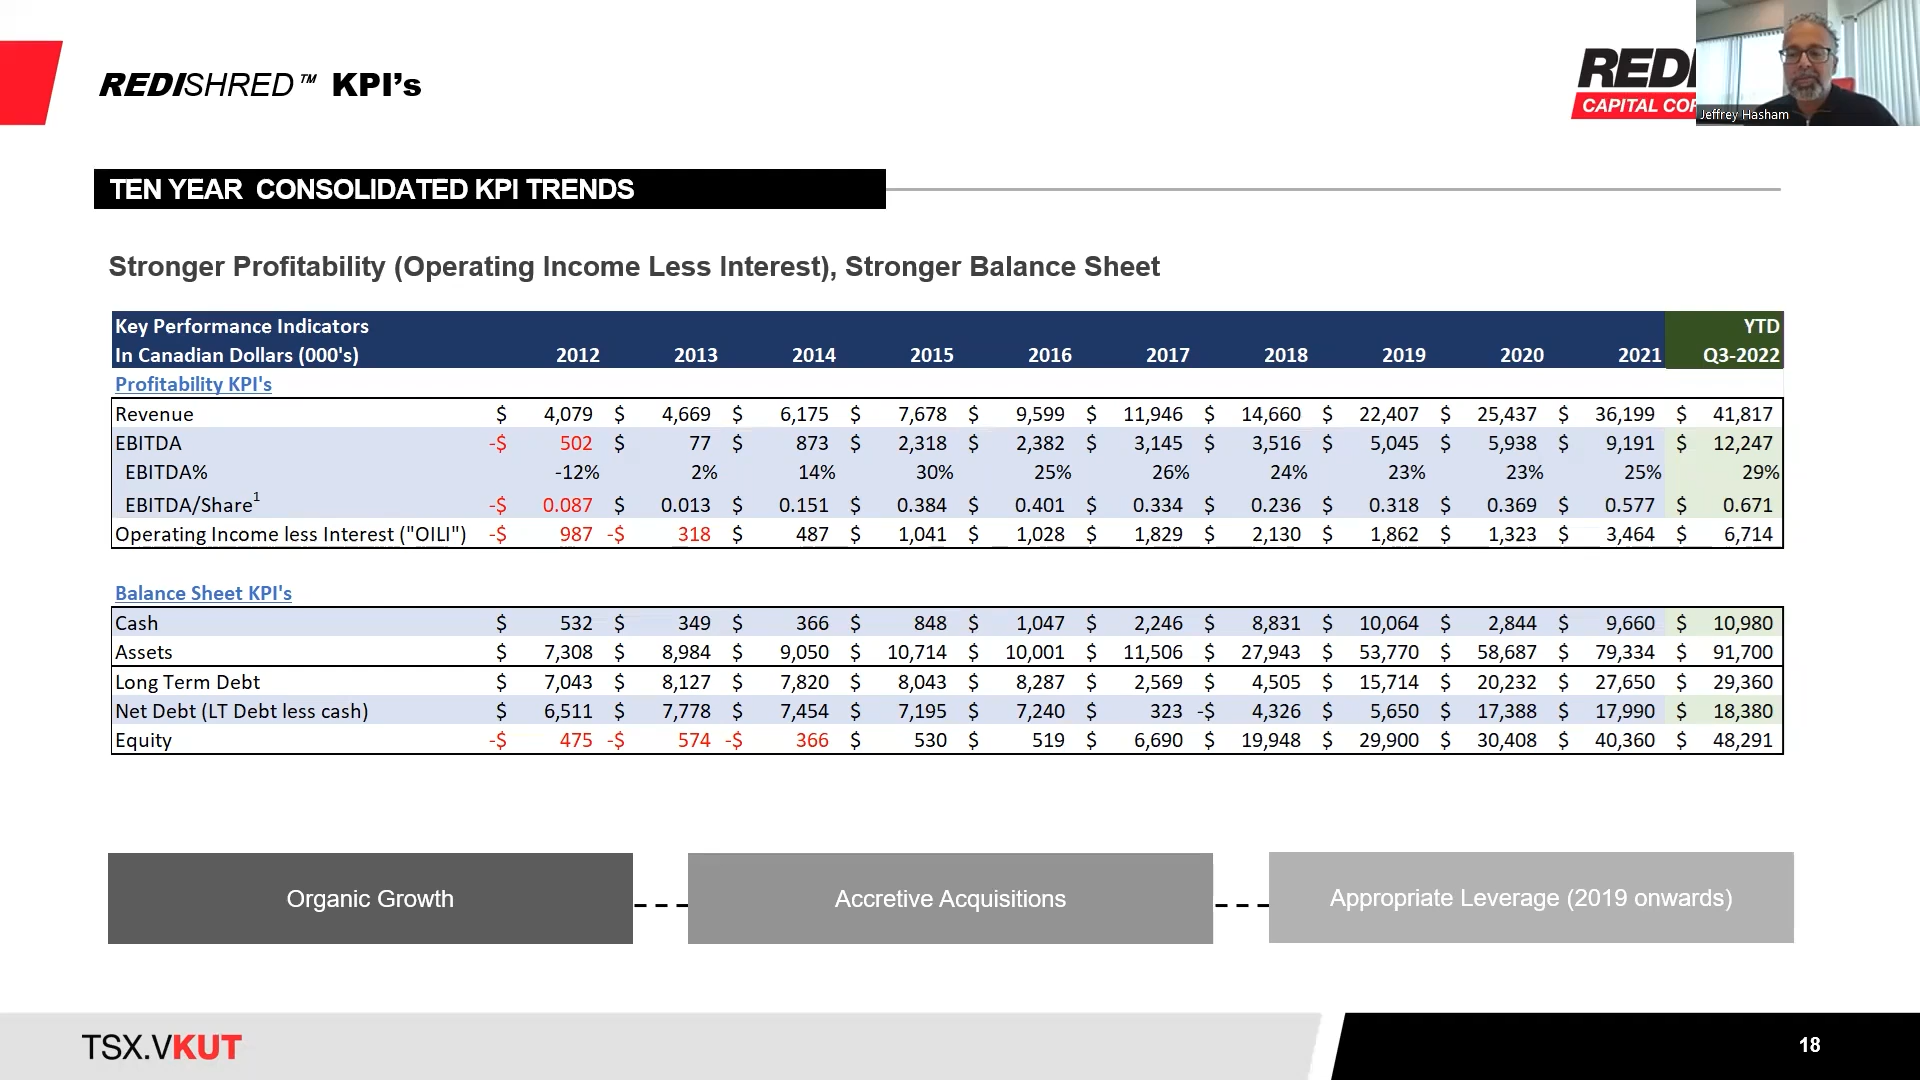 REDISHRED™ KPI's
RED
CAPITAL COR
Jeffrey Hasham
TEN YEAR CONSOLIDATED KPI TRENDS
Stronger Profitability (Operating Income Less Interest), Stronger Balance Sheet
Key Performance Indicators YTD
In Canadian Dollars (000's) 2012 2013 2014 2015 2016 2017 2018 2019 2020 2021 Q3-2022
Profitability KPI's
Revenue $ 4,079 $ 4,669 $ 6,175 $ 7,678 $ 9,599 $ 11,946 $ 14,660 $ 22,407 $ 25,437 $ 36,199 $ 41,817
EBITDA -$ 502 $ 77 $ 873 $ 2,318 $ 2,382 $ 3,145 $ 3,516 $ 5,045 $ 5,938 $ 9,191 $ 12,247
EBITDA% -12% 2% 14% 30% 25% 26% 24% 23% 23% 25% 29%
EBITDA/Share1 -$ 0.087 $ 0.013 $ 0.151 $ 0.384 $ 0.401 $ 0.334 $ 0.236 $ 0.318 $ 0.369 $ 0.577 $ 0.671
Operating Income less Interest ("OILI") -$ 987 -$ 318 $ 487 $ 1,041 $ 1,028 $ 1,829 $ 2,130 $ 1,862 $ 1,323 $ 3,464 $ 6,714
Balance Sheet KPI's
Cash $ 532 $ 349 $ 366 $ 848 $ 1,047 $ 2,246 $ 8,831 $ 10,064 $ 2,844 $ 9,660 $ 10,980
Assets $ 7,308 $ 8,984 $ 9,050 $ 10,714 $ 10,001 $ 11,506 $ 27,943 $ 53,770 $ 58,687 $ 79,334 $ 91,700
Long Term Debt $ 7,043 $ 8,127 $ 7,820 $ 8,043 $ 8,287 $ 2,569 $ 4,505 $ 15,714 $ 20,232 $ 27,650 $ 29,360
Net Debt (LT Debt less cash) $ 6,511 $ 7,778 $ 7,454 $ 7,195 $ 7,240 $ 323 -$ 4,326 $ 5,650 $ 17,388 $ 17,990 $ 18,380
Equity -$ 475 -$ 574 -$ 366 $ 530 $ 519 $ 6,690 $ 19,948 $ 29,900 $ 30,408 $ 40,360 $ 48,291
Organic Growth
Accretive Acquisitions
Appropriate Leverage (2019 onwards)
TSX.VKUT
18